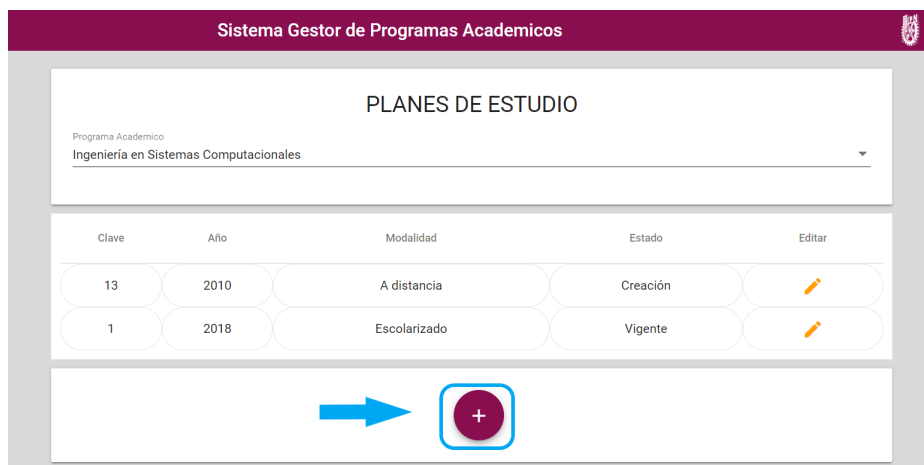 Sistema Gestor de Programas Academicos
PLANES DE ESTUDIO
Programa Academico
Ingeniería en Sistemas Computacionales
Clave Año Modalidad Estado Editar
13 2010 A distancia Creación
1 2018 Escolarizado Vigente
+